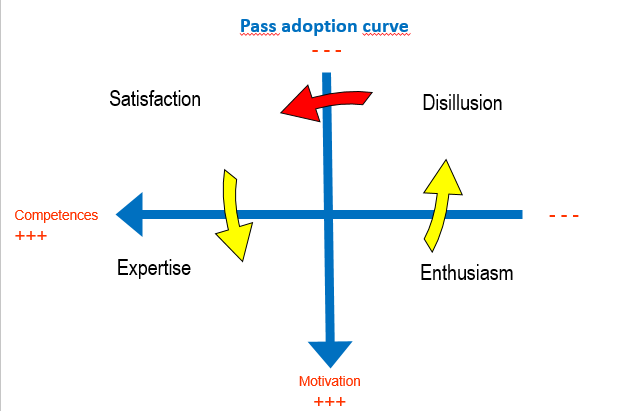 Pass adoption curve
- - -
Satisfaction
Disillusion
Competences
+++
- - -
Expertise
Enthusiasm
Motivation
+++